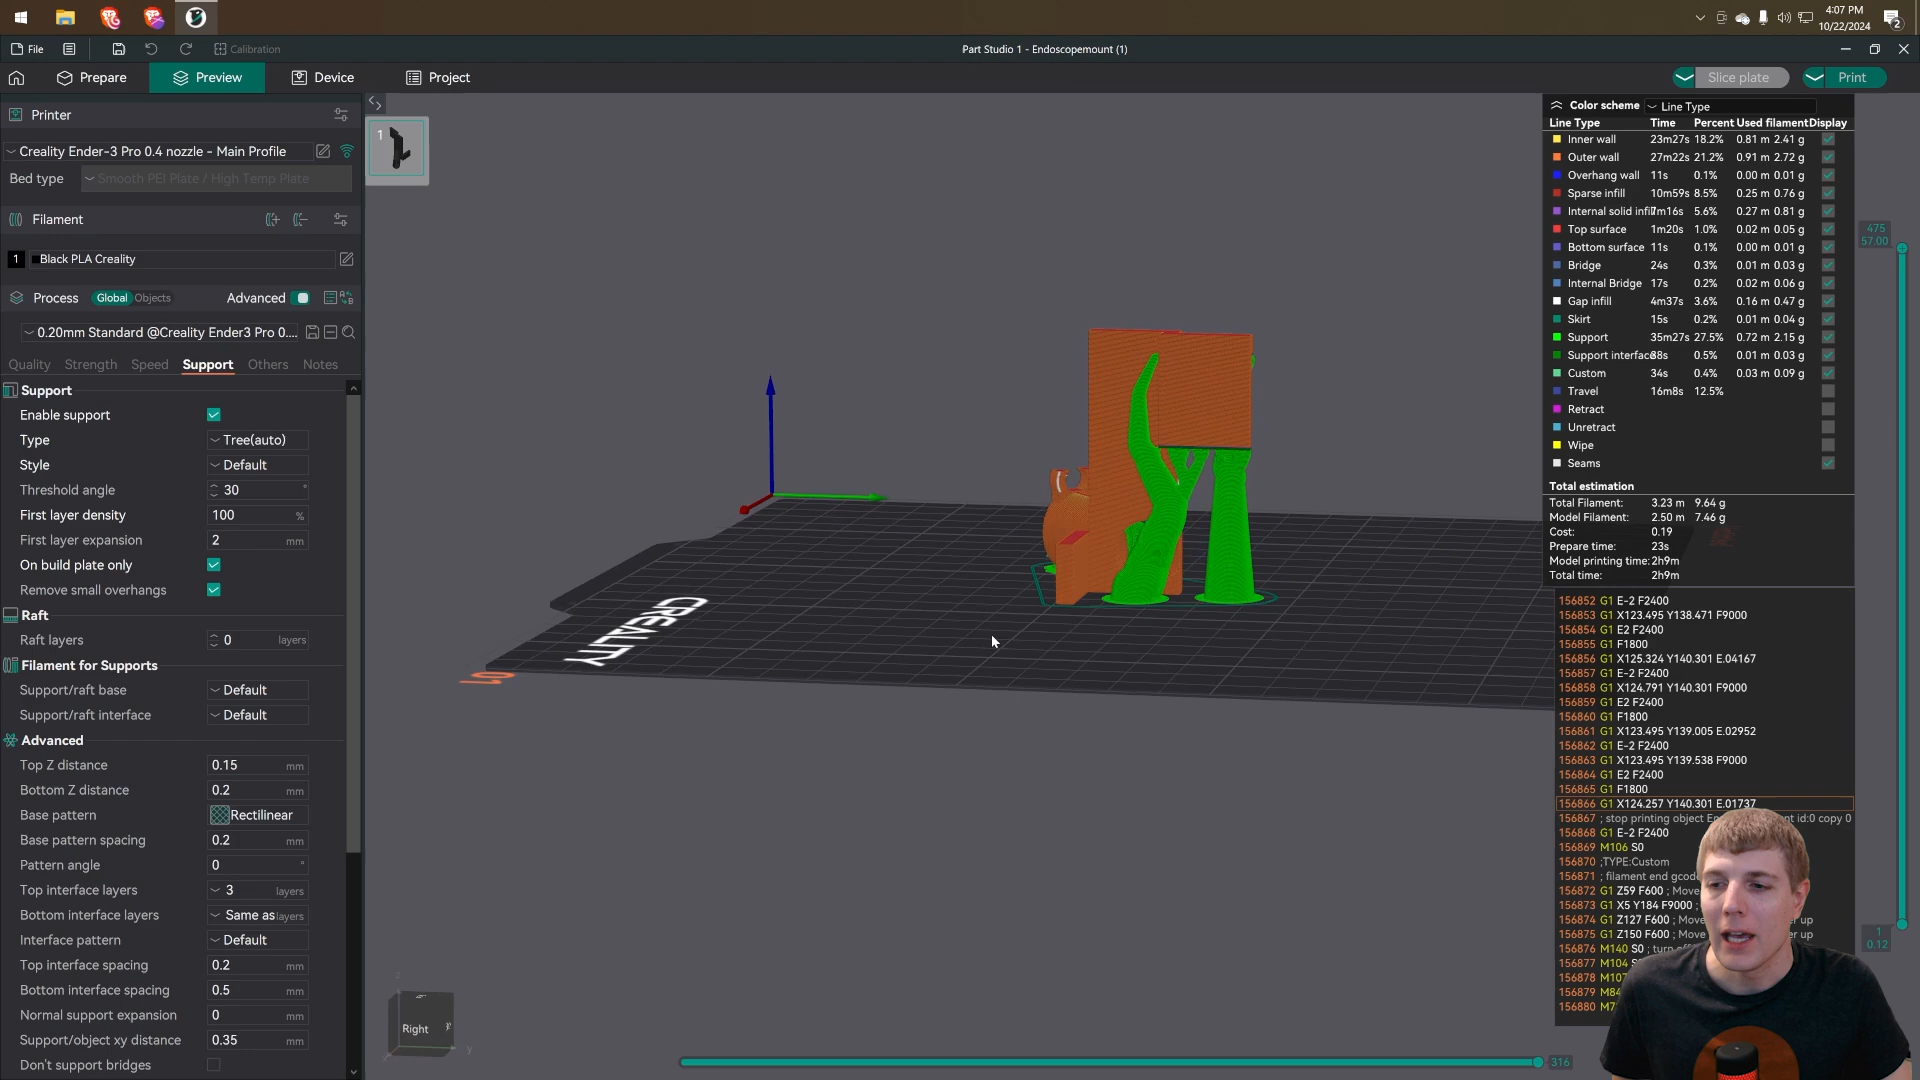 4:07 PM
10/22/2024
2
File
Calibration
Part Studio 1 - Endoscopemount (1)
Prepare
Preview
Device
Project
Slice plate
Print
Printer
Creality Ender-3 Pro 0.4 nozzle - Main Profile
Bed type
Smooth PEI Plate / High Temp Plate
Filament
1
Black PLA Creality
Process
Global
Objects
Advanced
0.20mm Standard @Creality Ender3 Pro 0....
Quality
Strength
Speed
Support
Others
Notes
Support
Enable support
Type Tree(auto)
Style Default
Threshold angle 30 °
First layer density 100 %
First layer expansion 2 mm
On build plate only
Remove small overhangs
Raft
Raft layers 0 layers
Filament for Supports
Support/raft base Default
Support/raft interface Default
Advanced
Top Z distance 0.15 mm
Bottom Z distance 0.2 mm
Base pattern Rectilinear
Base pattern spacing 0.2 mm
Pattern angle 0 °
Top interface layers 3 layers
Bottom interface layers Same as layers
Interface pattern Default
Top interface spacing 0.2 mm
Bottom interface spacing 0.5 mm
Normal support expansion 0 mm
Support/object xy distance 0.35 mm
Don't support bridges
1
CREALITY
01
Right
y
316
Color scheme Line Type
Line Type Time Percent Used filament Display
Inner wall 23m27s 18.2% 0.81 m 2.41 g
Outer wall 27m22s 21.2% 0.91 m 2.72 g
Overhang wall 11s 0.1% 0.00 m 0.01 g
Sparse infill 10m59s 8.5% 0.25 m 0.76 g
Internal solid infill 7m16s 5.6% 0.27 m 0.81 g
Top surface 1m20s 1.0% 0.02 m 0.05 g
Bottom surface 11s 0.1% 0.00 m 0.01 g
Bridge 24s 0.3% 0.01 m 0.03 g
Internal Bridge 17s 0.2% 0.02 m 0.06 g
Gap infill 4m37s 3.6% 0.16 m 0.47 g
Skirt 15s 0.2% 0.01 m 0.04 g
Support 35m27s 27.5% 0.72 m 2.15 g
Support interface 38s 0.5% 0.01 m 0.03 g
Custom 34s 0.4% 0.03 m 0.09 g
Travel 16m8s 12.5%
Retract
Unretract
Wipe
Seams
Total estimation
Total Filament: 3.23 m 9.64 g
Model Filament: 2.50 m 7.46 g
Cost: 0.19
Prepare time: 23s
Model printing time: 2h9m
Total time: 2h9m
475
57.00
156852 G1 E-2 F2400
156853 G1 X123.495 Y138.471 F9000
156854 G1 E2 F2400
156855 G1 F1800
156856 G1 X125.324 Y140.301 E.04167
156857 G1 E-2 F2400
156858 G1 X124.791 Y140.301 F9000
156859 G1 E2 F2400
156860 G1 F1800
156861 G1 X123.495 Y139.005 E.02952
156862 G1 E-2 F2400
156863 G1 X123.495 Y139.538 F9000
156864 G1 E2 F2400
156865 G1 F1800
156866 G1 X124.257 Y140.301 E.01737
156867 ; stop printing object id:0 copy 0
156868 G1 E-2 F2400
156869 M106 S0
156870 ;TYPE:Custom
156871 ; filament end gcode
156872 G1 Z59 F600 ; Move
156873 G1 X5 Y184 F9000 ;
156874 G1 Z127 F600 ; Move up
156875 G1 Z150 F600 ; Move up
156876 M140 S0 ; turn
156877 M104
156878
156879
156880
1
0.12